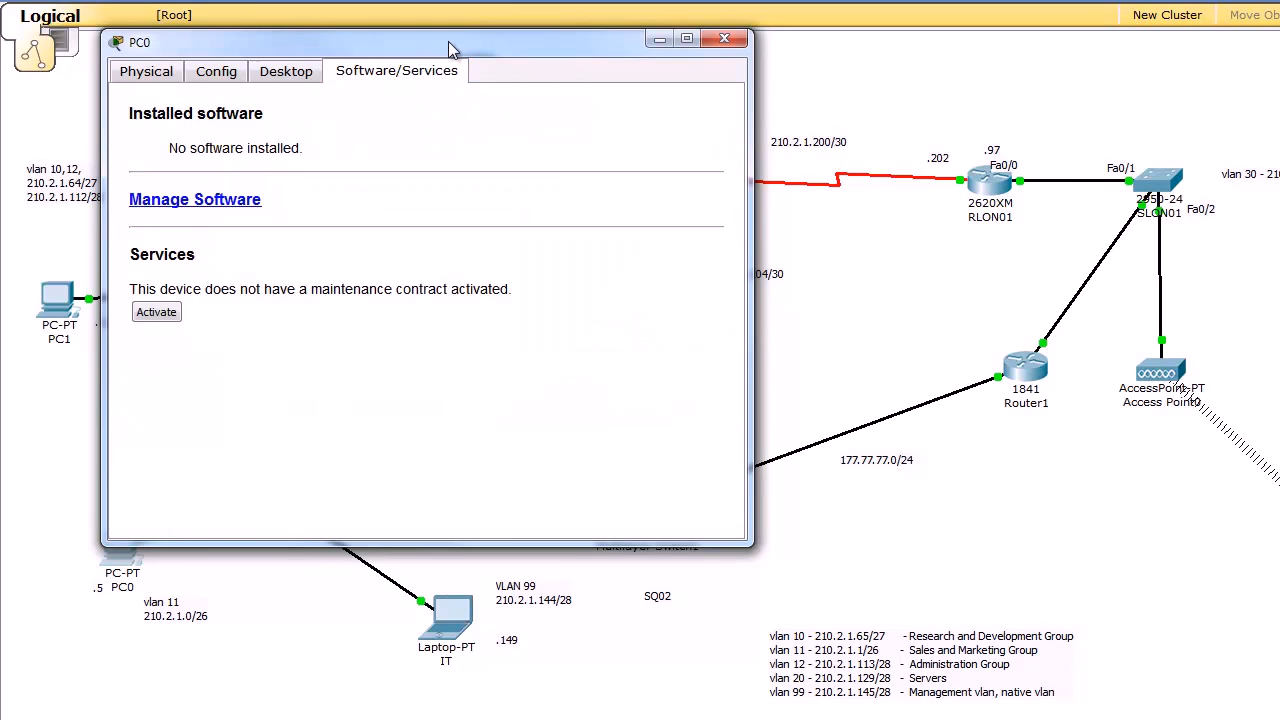 Logical
[Root]
New Cluster
Move Ob
PC0
Physical
Config
Desktop
Software/Services
Installed software
No software installed.
Manage Software
Services
This device does not have a maintenance contract activated.
Activate
vlan 10,12,
210.2.1.64/27
210.2.1.112/28
PC-PT
PC1
210.2.1.200/30
.202
.97
Fa0/0
2620XM
RLON01
Fa0/1
2950-24
SLON01
Fa0/2
vlan 30 - 210
04/30
1841
Router1
AccessPoint-PT
Access Point0
177.77.77.0/24
Multilayer Switch1
PC-PT
PC0
.5
vlan 11
210.2.1.0/26
VLAN 99
210.2.1.144/28
SQ02
.149
Laptop-PT
IT
vlan 10 - 210.2.1.65/27 - Research and Development Group
vlan 11 - 210.2.1.1/26 - Sales and Marketing Group
vlan 12 - 210.2.1.113/28 - Administration Group
vlan 20 - 210.2.1.129/28 - Servers
vlan 99 - 210.2.1.145/28 - Management vlan, native vlan